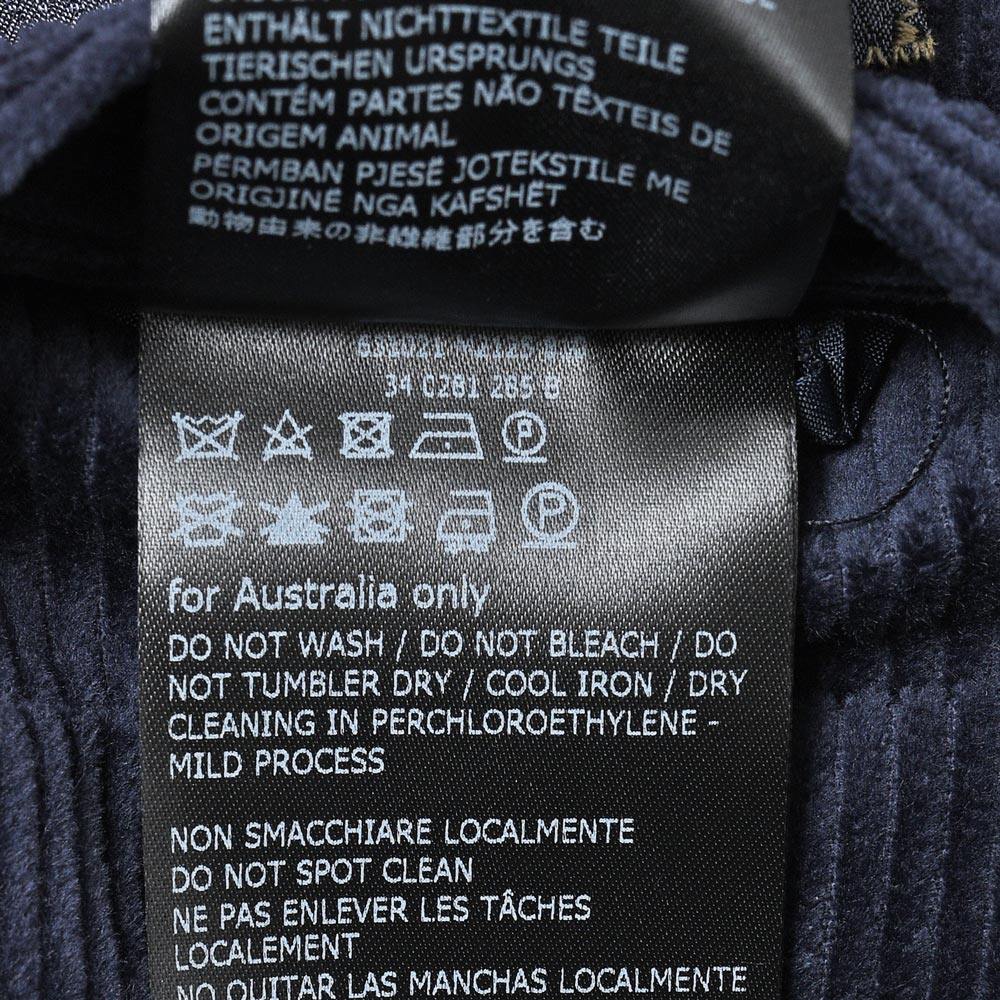 ENTHÄLT NICHTTEXTILE TEILE
TIERISCHEN URSPRUNGS
CONTÉM PARTES NÃO TÊXTEIS DE
ORIGEM ANIMAL
PËRMBAN PJESË JOTEKSTILE ME
ORIGJINË NGA KAFSHËT
動物由来の非繊維部分を含む
34 0281 285 8
P
P
for Australia only
DO NOT WASH / DO NOT BLEACH / DO
NOT TUMBLER DRY / COOL IRON / DRY
CLEANING IN PERCHLOROETHYLENE -
MILD PROCESS
NON SMACCHIARE LOCALMENTE
DO NOT SPOT CLEAN
NE PAS ENLEVER LES TÂCHES
LOCALEMENT
NO QUITAR LAS MANCHAS LOCALMENTE